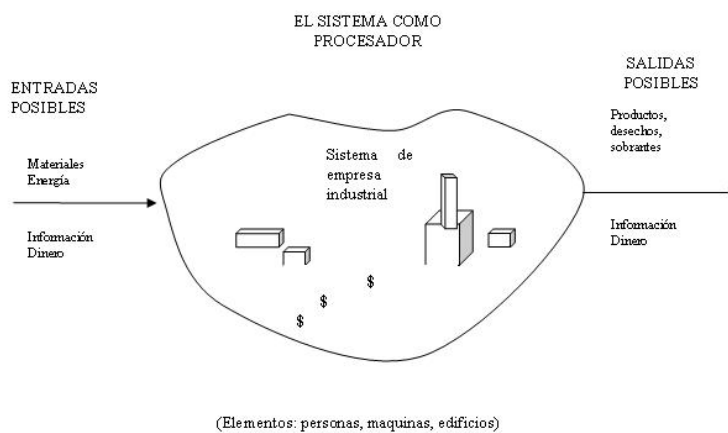 EL SISTEMA COMO
PROCESADOR
ENTRADAS
POSIBLES
Materiales
Energía
Información
Dinero
Sistema de
empresa
industrial
$
$
$
SALIDAS
POSIBLES
Productos,
desechos,
sobrantes
Información
Dinero
(Elementos: personas, maquinas, edificios)